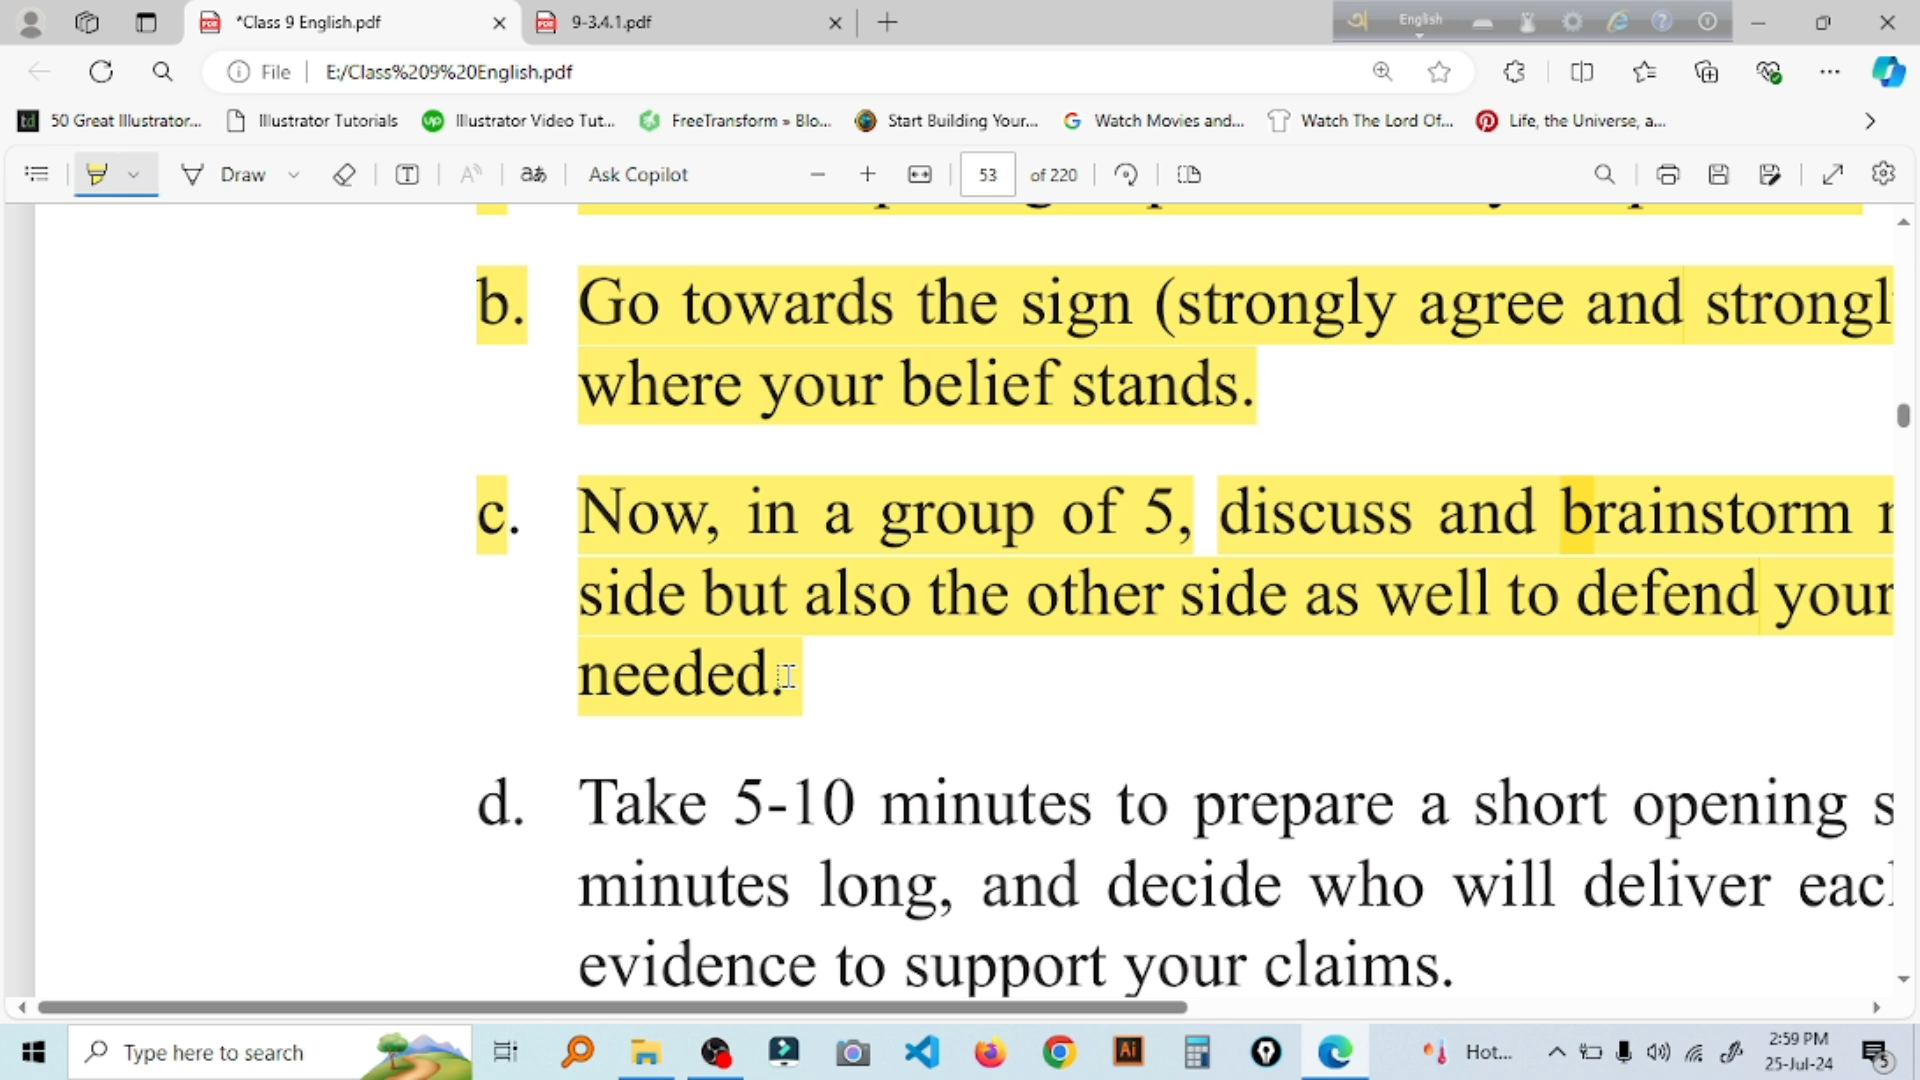 *Class 9 English.pdf
9-3.4.1.pdf
English
File
E:/Class%209%20English.pdf
50 Great Illustrator...
Illustrator Tutorials
Illustrator Video Tut...
FreeTransform » Blo...
Start Building Your...
Watch Movies and...
Watch The Lord Of...
Life, the Universe, a...
Draw
Ask Copilot
53 of 220
b. Go towards the sign (strongly agree and strongl
where your belief stands.
c. Now, in a group of 5, discuss and brainstorm
side but also the other side as well to defend your
needed.
d. Take 5-10 minutes to prepare a short opening s
minutes long, and decide who will deliver eac
evidence to support your claims.
Type here to search
Hot...
2:59 PM
25-Jul-24
5